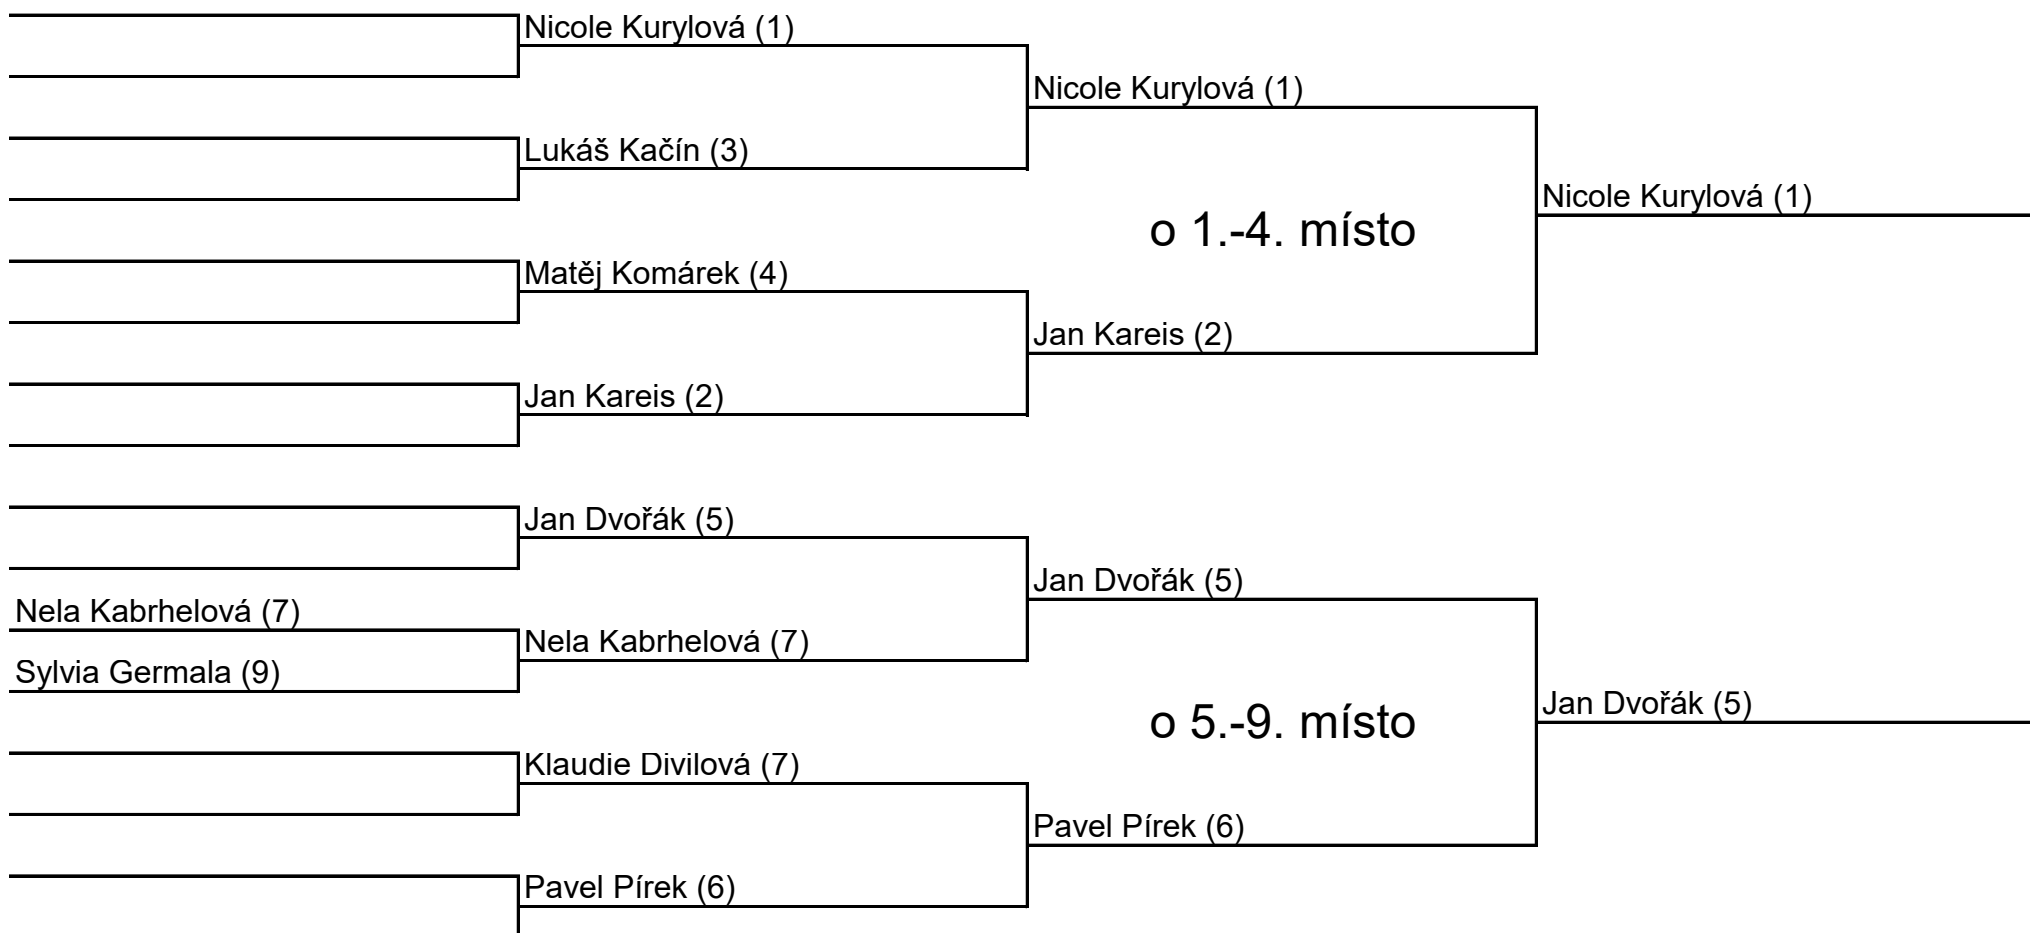 Nicole Kurylová (1)
Nicole Kurylová (1)
Lukáš Kačín (3)
Nicole Kurylová (1)
o 1.-4. místo
Matěj Komárek (4)
Jan Kareis (2)
Jan Kareis (2)
Jan Dvořák (5)
Jan Dvořák (5)
Nela Kabrhelová (7)
Nela Kabrhelová (7)
Sylvia Germala (9)
Jan Dvořák (5)
o 5.-9. místo
Klaudie Divilová (7)
Pavel Pírek (6)
Pavel Pírek (6)